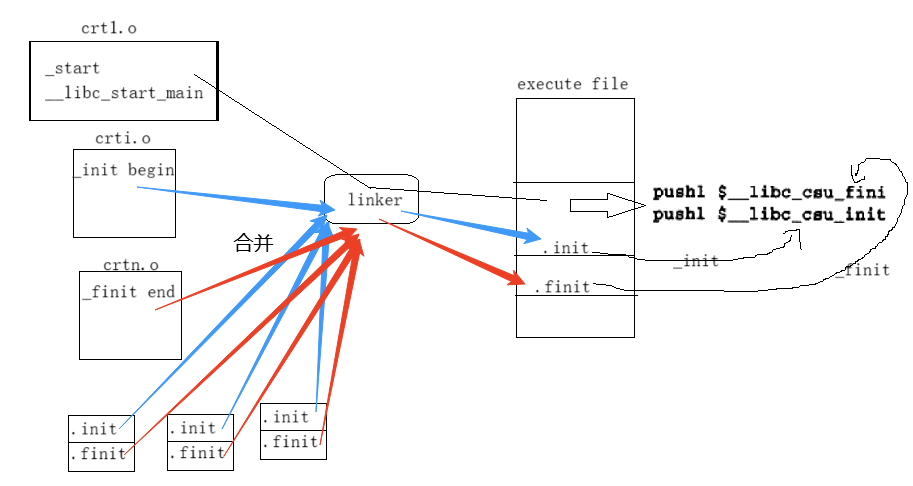 crt1.o
_start
__libc_start_main
crti.o
_init begin
crtn.o
_finit end
合并
linker
execute file
.init
.finit
pushl $__libc_csu_fini
pushl $__libc_csu_init
_init
_finit
.init
.finit
.init
.finit
.init
.finit